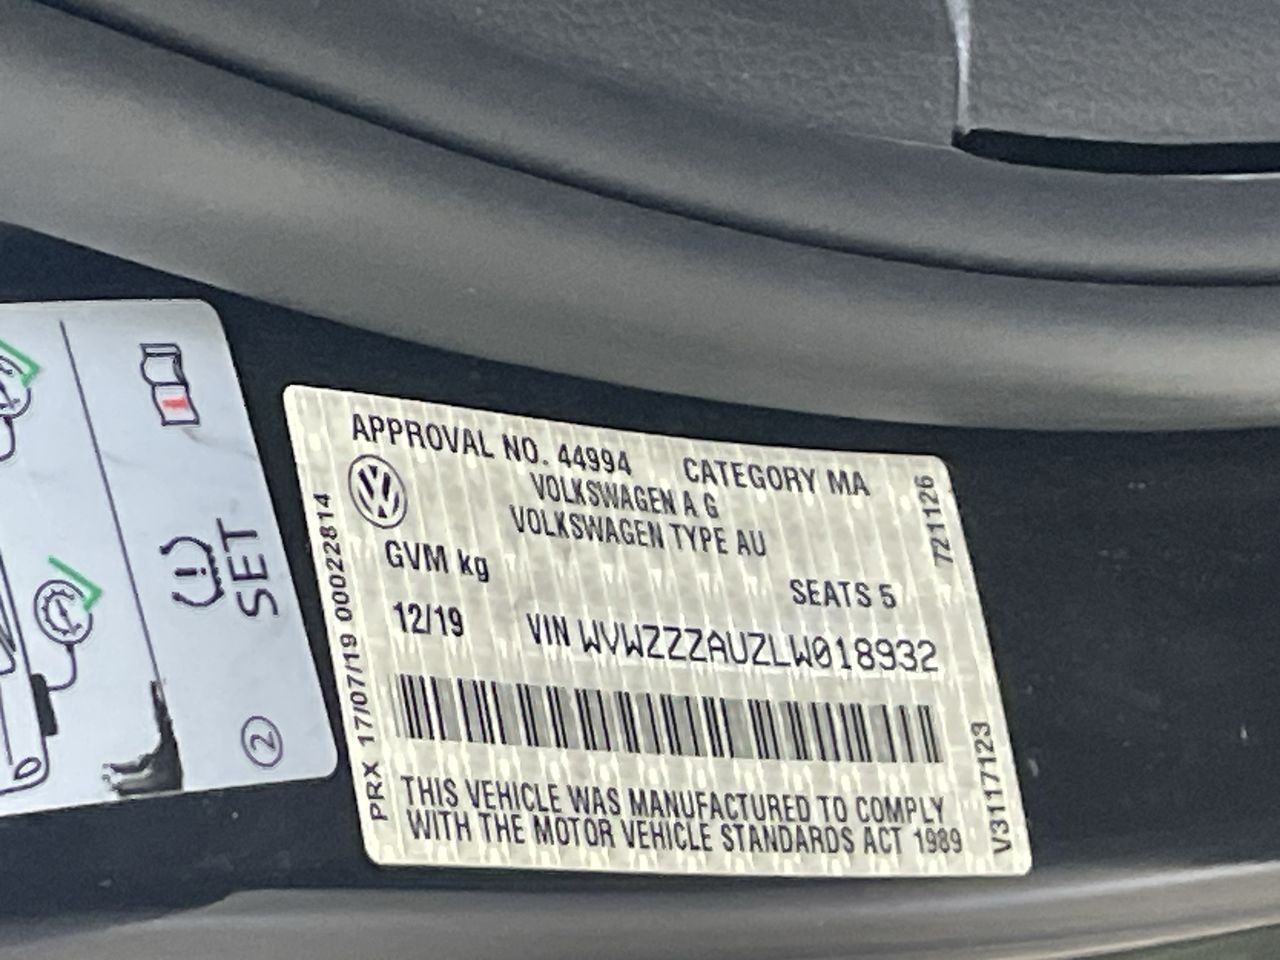 APPROVAL NO. 44994 CATEGORY MA
VOLKSWAGEN A G
VOLKSWAGEN TYPE AU
GVM kg
SEATS 5
12/19 VIN WVWZZZAUZLW018932
THIS VEHICLE WAS MANUFACTURED TO COMPLY
WITH THE MOTOR VEHICLE STANDARDS ACT 1989
PRX 17/07/19 00022814
721126
V3117123
(!)
SET
2